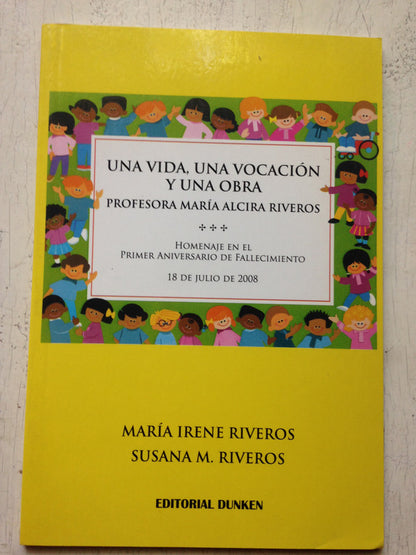 UNA VIDA, UNA VOCACIÓN
Y UNA OBRA
PROFESORA MARÍA ALCIRA RIVEROS
HOMENAJE EN EL
PRIMER ANIVERSARIO DE FALLECIMIENTO
18 DE JULIO DE 2008
MARÍA IRENE RIVEROS
SUSANA M. RIVEROS
EDITORIAL DUNKEN